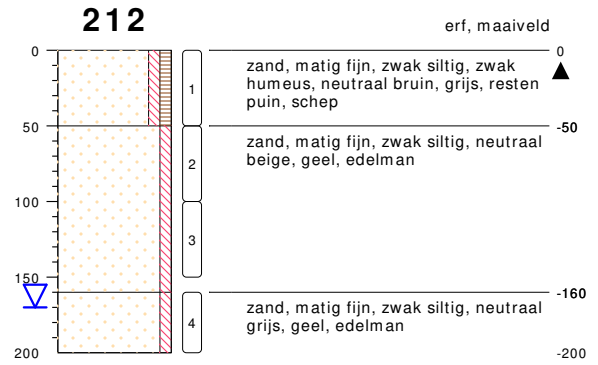 212
erf, maaiveld
0
0
zand, matig fijn, zwak siltig, zwak
humeus, neutraal bruin, grijs, resten
puin, schep
1
50
-50
zand, matig fijn, zwak siltig, neutraal
beige, geel, edelman
2
100
3
150
-160
zand, matig fijn, zwak siltig, neutraal
grijs, geel, edelman
4
200
-200